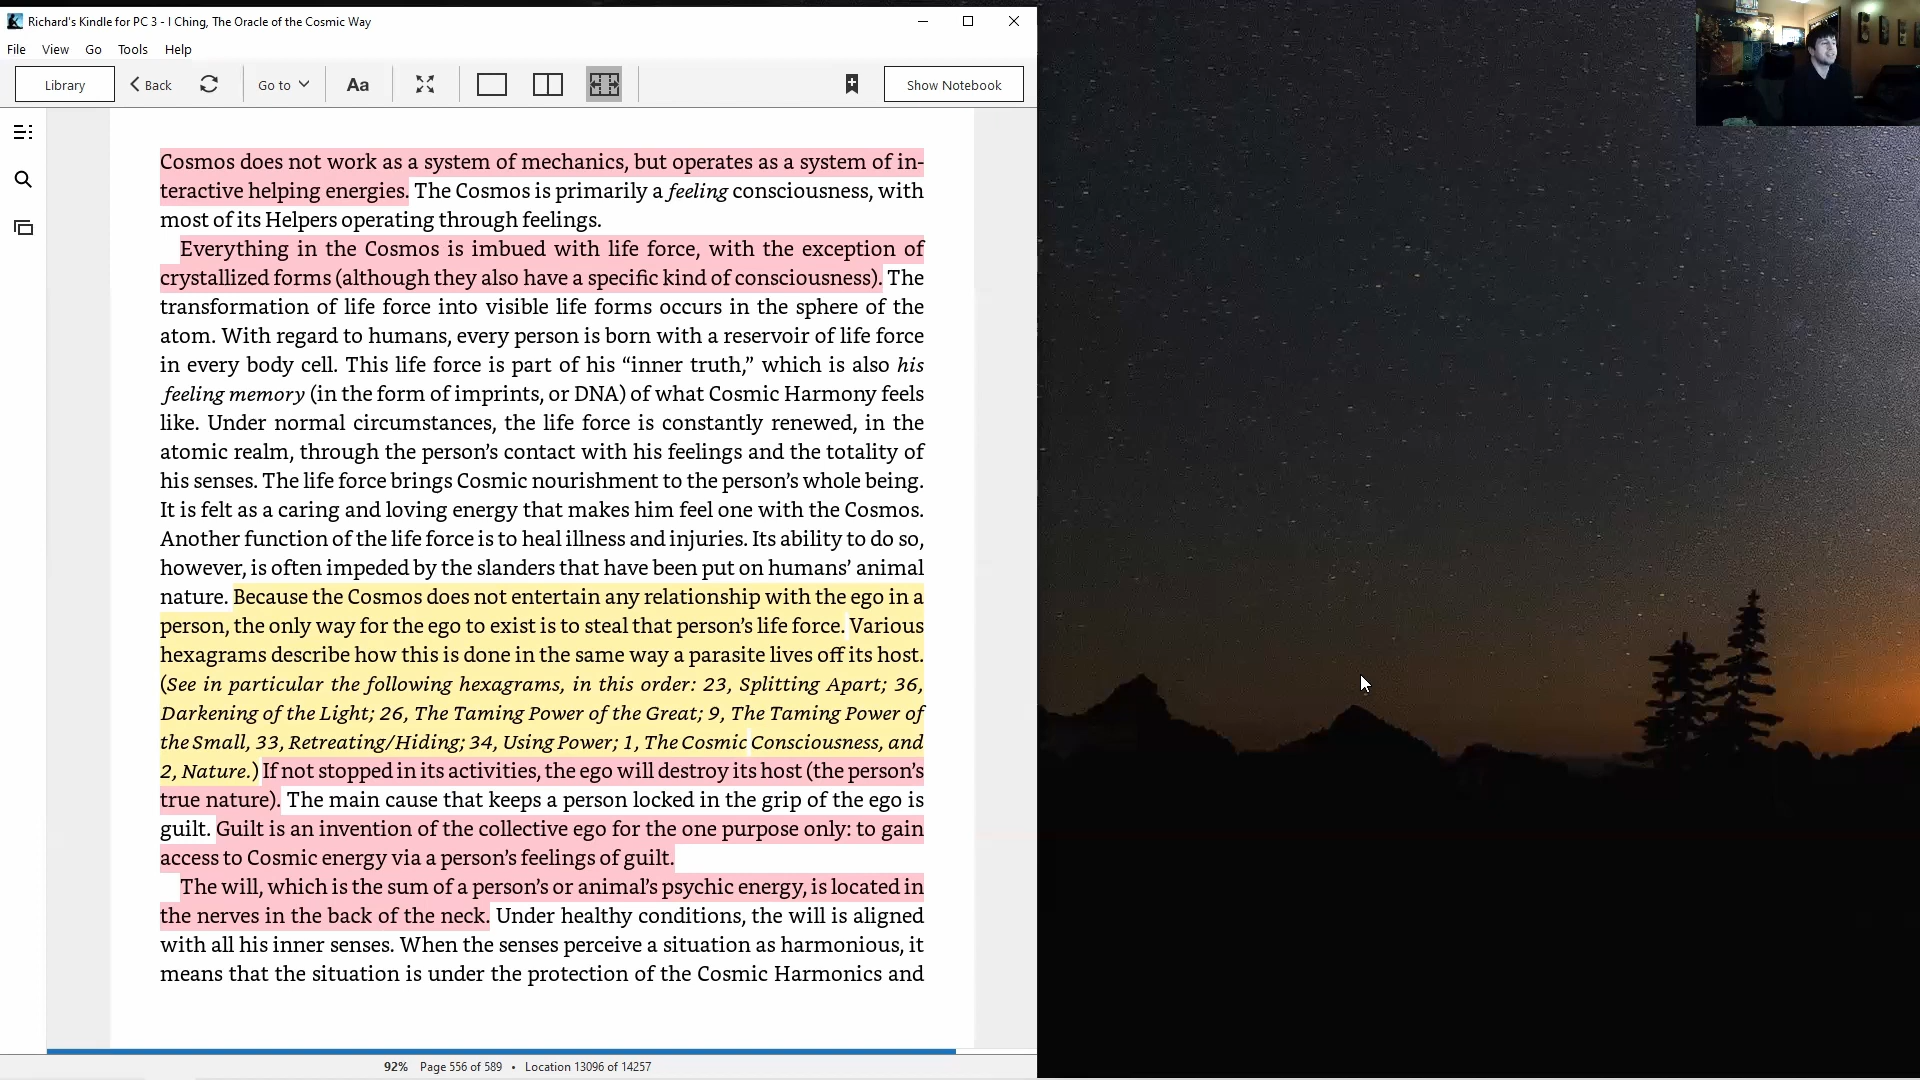 Richard's Kindle for PC 3 - I Ching, The Oracle of the Cosmic Way
File View Go Tools Help
Library Back Go to Aa Show Notebook
Cosmos does not work as a system of mechanics, but operates as a system of in-
teractive helping energies. The Cosmos is primarily a feeling consciousness, with
most of its Helpers operating through feelings.
Everything in the Cosmos is imbued with life force, with the exception of
crystallized forms (although they also have a specific kind of consciousness). The
transformation of life force into visible life forms occurs in the sphere of the
atom. With regard to humans, every person is born with a reservoir of life force
in every body cell. This life force is part of his “inner truth,” which is also his
feeling memory (in the form of imprints, or DNA) of what Cosmic Harmony feels
like. Under normal circumstances, the life force is constantly renewed, in the
atomic realm, through the person’s contact with his feelings and the totality of
his senses. The life force brings Cosmic nourishment to the person’s whole being.
It is felt as a caring and loving energy that makes him feel one with the Cosmos.
Another function of the life force is to heal illness and injuries. Its ability to do so,
however, is often impeded by the slanders that have been put on humans’ animal
nature. Because the Cosmos does not entertain any relationship with the ego in a
person, the only way for the ego to exist is to steal that person’s life force. Various
hexagrams describe how this is done in the same way a parasite lives off its host.
(See in particular the following hexagrams, in this order: 23, Splitting Apart; 36,
Darkening of the Light; 26, The Taming Power of the Great; 9, The Taming Power of
the Small, 33, Retreating/Hiding; 34, Using Power; 1, The Cosmic Consciousness, and
2, Nature.) If not stopped in its activities, the ego will destroy its host (the person’s
true nature). The main cause that keeps a person locked in the grip of the ego is
guilt. Guilt is an invention of the collective ego for the one purpose only: to gain
access to Cosmic energy via a person’s feelings of guilt.
The will, which is the sum of a person’s or animal’s psychic energy, is located in
the nerves in the back of the neck. Under healthy conditions, the will is aligned
with all his inner senses. When the senses perceive a situation as harmonious, it
means that the situation is under the protection of the Cosmic Harmonics and
92% Page 556 of 589 • Location 13096 of 14257